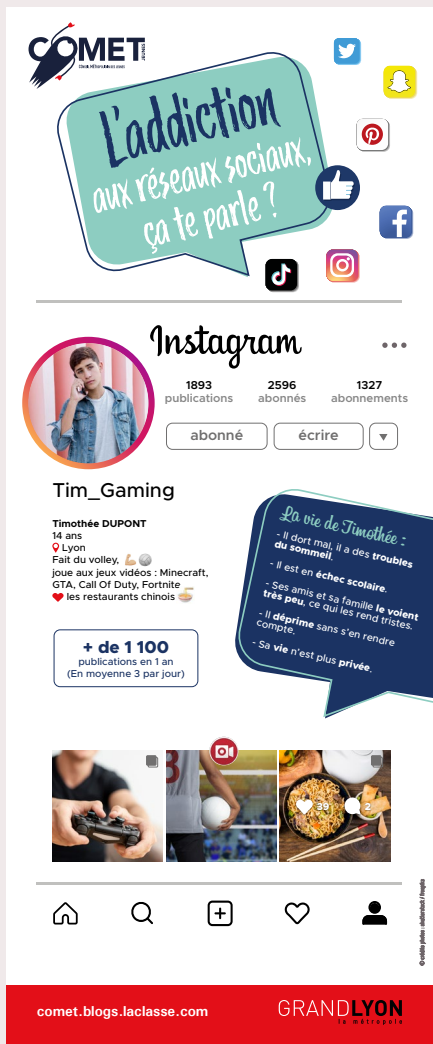 COMET
JEUNES
L'addiction
aux réseaux sociaux,
ça te parle ?
Instagram
1893 2596 1327
publications abonnés abonnements
abonné écrire
Tim_Gaming
Timothée DUPONT
14 ans
Lyon
Fait du volley,
joue aux jeux vidéos : Minecraft,
GTA, Call Of Duty, Fortnite
les restaurants chinois
+ de 1 100
publications en 1 an
(En moyenne 3 par jour)
La vie de Timothée :
- Il dort mal, il a des troubles
du sommeil.
- Il est en échec scolaire.
- Ses amis et sa famille le voient
très peu, ce qui les rend tristes.
- Il déprime sans s'en rendre
compte.
- Sa vie n'est plus privée.
39 2
© crédits photos : shutterstock / freepiks
comet.blogs.laclasse.com
GRANDLYON
la métropole